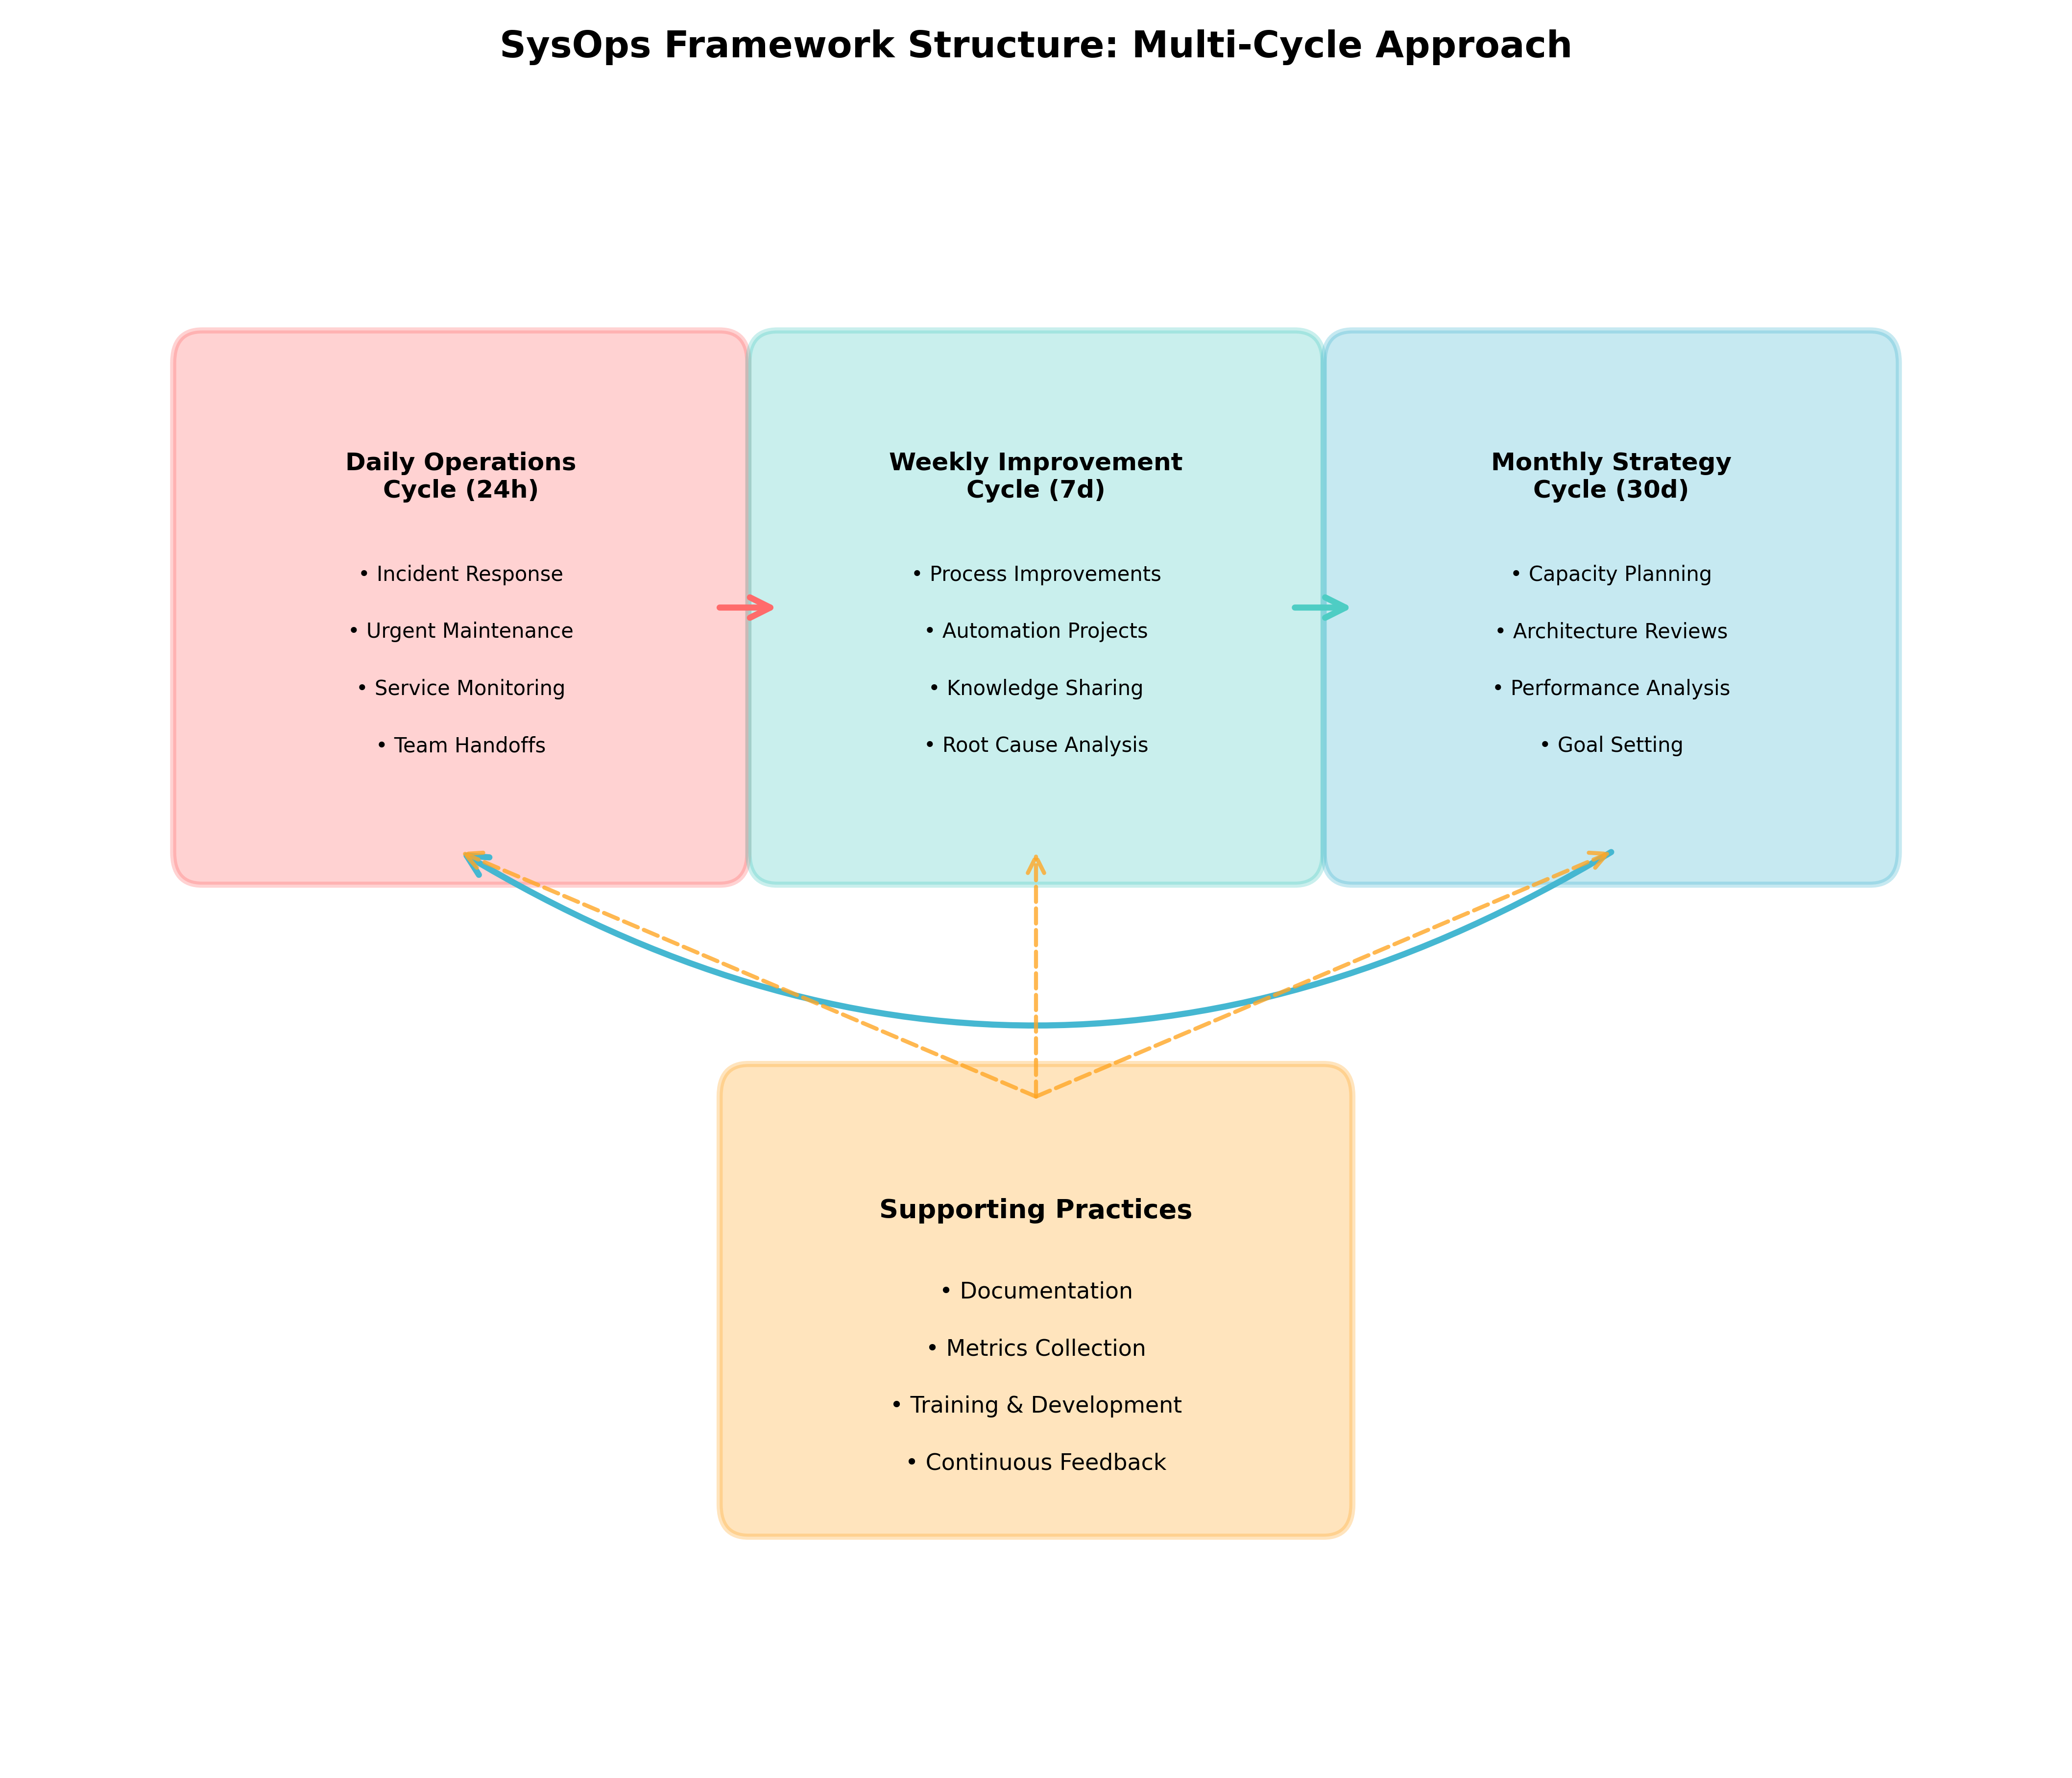 SysOps Framework Structure: Multi-Cycle Approach
Daily Operations
Cycle (24h)
• Incident Response
• Urgent Maintenance
• Service Monitoring
• Team Handoffs
Weekly Improvement
Cycle (7d)
• Process Improvements
• Automation Projects
• Knowledge Sharing
• Root Cause Analysis
Monthly Strategy
Cycle (30d)
• Capacity Planning
• Architecture Reviews
• Performance Analysis
• Goal Setting
Supporting Practices
• Documentation
• Metrics Collection
• Training & Development
• Continuous Feedback